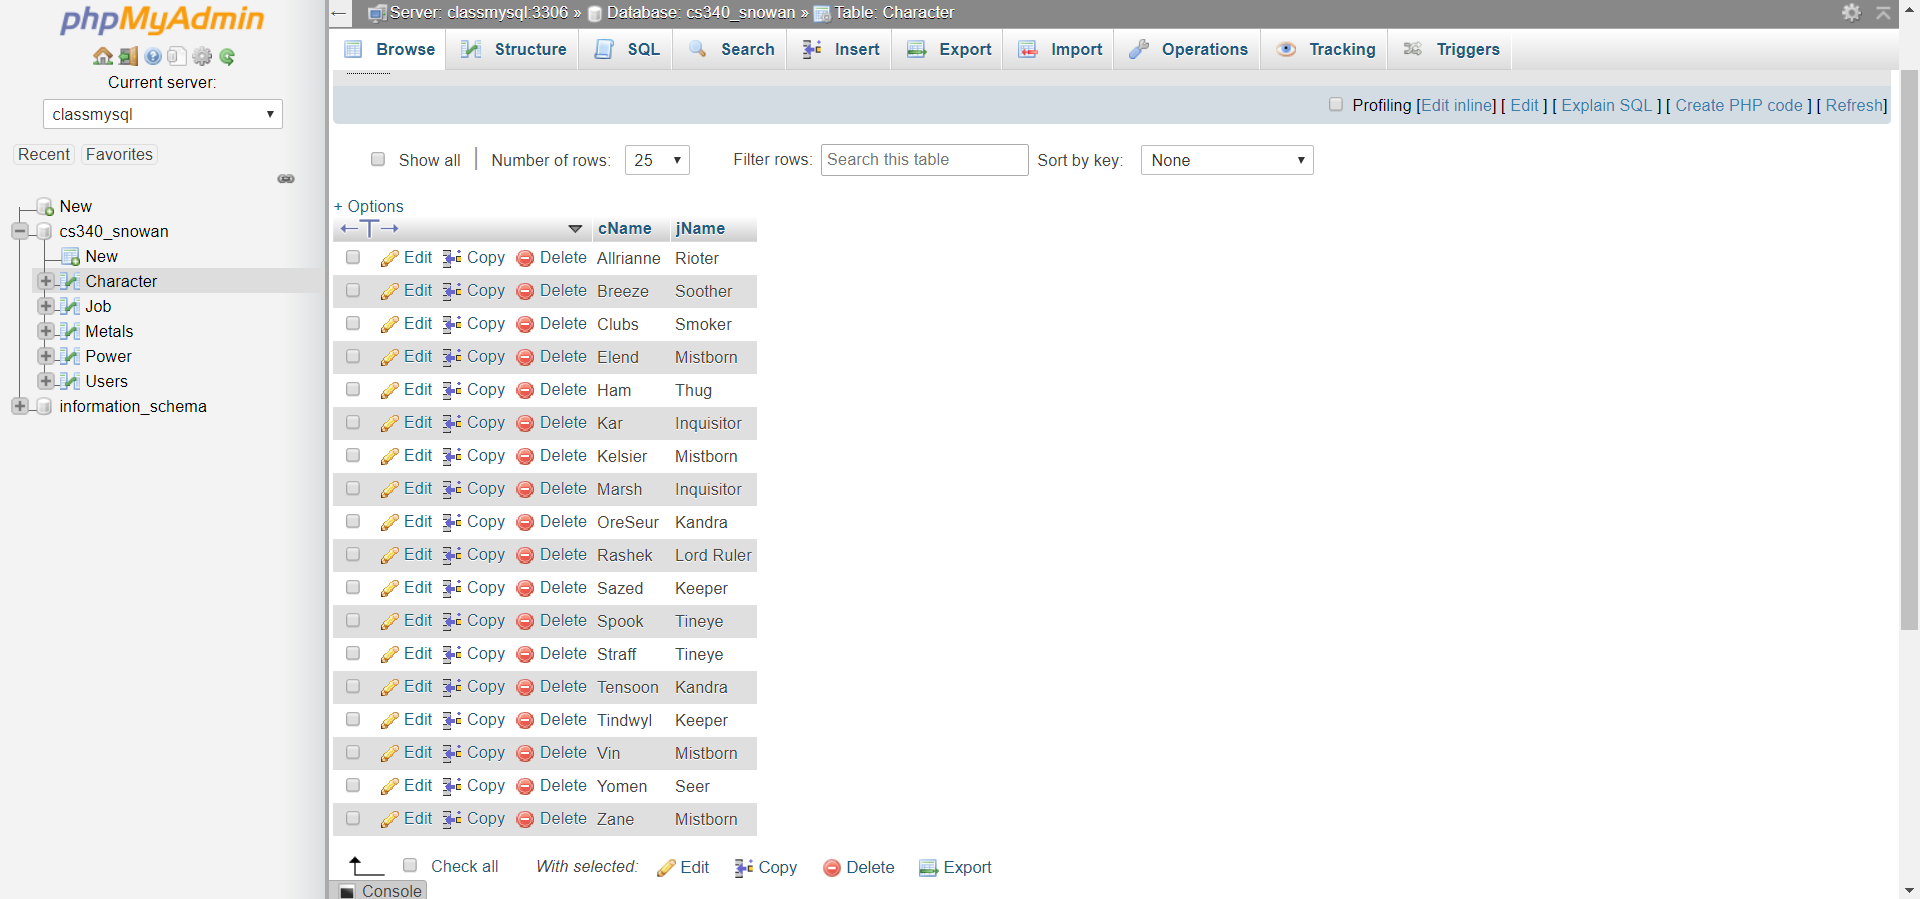 phpMyAdmin
Current server:
classmysql
Recent Favorites
New
cs340_snowan
New
Character
Job
Metals
Power
Users
information_schema
Server: classmysql:3306 » Database: cs340_snowan » Table: Character
Browse Structure SQL Search Insert Export Import Operations Tracking Triggers
Profiling [Edit inline] [ Edit ] [ Explain SQL ] [ Create PHP code ] [ Refresh]
Show all Number of rows: 25 Filter rows: Search this table Sort by key: None
+ Options
←T→ cName jName
Edit Copy Delete Allrianne Rioter
Edit Copy Delete Breeze Soother
Edit Copy Delete Clubs Smoker
Edit Copy Delete Elend Mistborn
Edit Copy Delete Ham Thug
Edit Copy Delete Kar Inquisitor
Edit Copy Delete Kelsier Mistborn
Edit Copy Delete Marsh Inquisitor
Edit Copy Delete OreSeur Kandra
Edit Copy Delete Rashek Lord Ruler
Edit Copy Delete Sazed Keeper
Edit Copy Delete Spook Tineye
Edit Copy Delete Straff Tineye
Edit Copy Delete Tensoon Kandra
Edit Copy Delete Tindwyl Keeper
Edit Copy Delete Vin Mistborn
Edit Copy Delete Yomen Seer
Edit Copy Delete Zane Mistborn
Check all With selected: Edit Copy Delete Export
Console